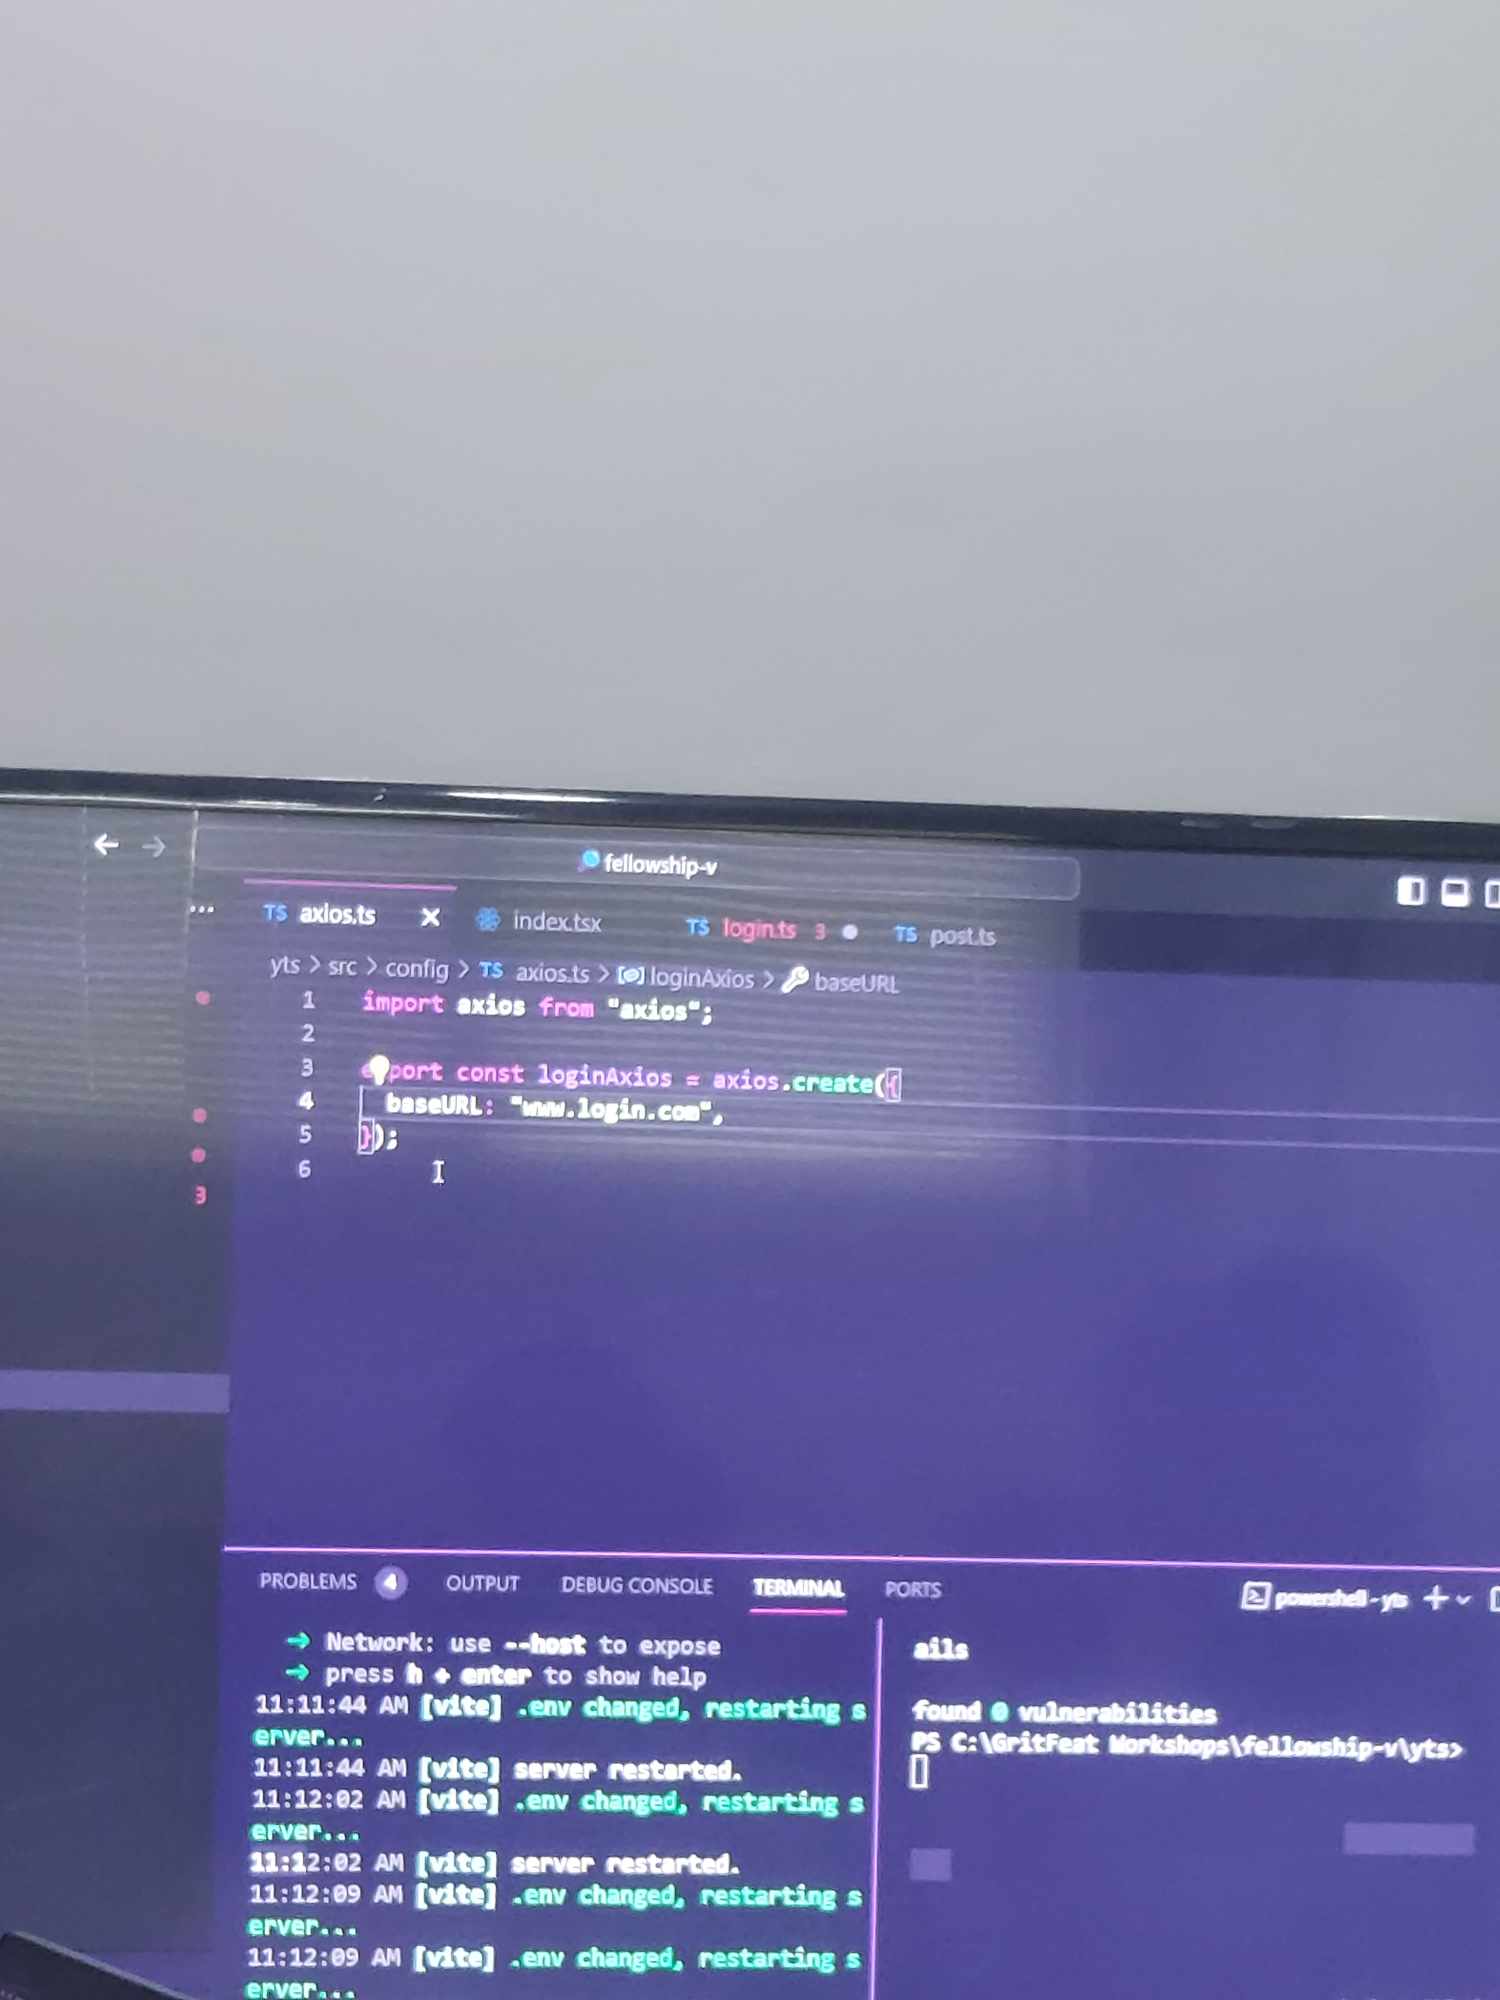 fellowship-v
... TS axios.ts X index.tsx TS login.ts 3 TS post.ts
yts > src > config > TS axios.ts > loginAxios > baseURL
1 import axios from "axios";
2
3 export const loginAxios = axios.create({
4 baseURL: "www.login.com",
5 });
6
3
PROBLEMS 4 OUTPUT DEBUG CONSOLE TERMINAL PORTS powershell - yts
→ Network: use --host to expose
→ press h + enter to show help
11:11:44 AM [vite] .env changed, restarting s
erver...
11:11:44 AM [vite] server restarted.
11:12:02 AM [vite] .env changed, restarting s
erver...
11:12:02 AM [vite] server restarted.
11:12:09 AM [vite] .env changed, restarting s
erver...
11:12:09 AM [vite] .env changed, restarting s
erver...
ails
found 0 vulnerabilities
PS C:\GritFeat Workshops\fellowship-v\yts>